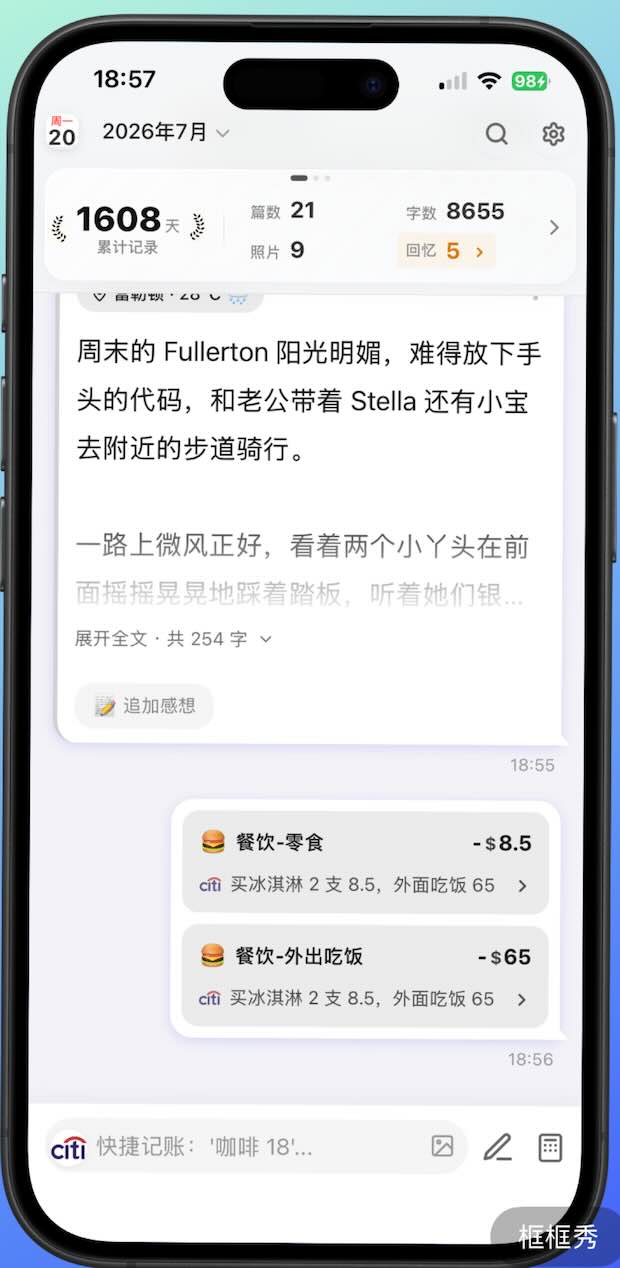 18:57
98
周一
20
2026年7月
1608 天
累计记录
篇数 21
字数 8655
照片 9
回忆 5
富勒顿 · 28°C
周末的 Fullerton 阳光明媚，难得放下手
头的代码，和老公带着 Stella 还有小宝
去附近的步道骑行。
一路上微风正好，看着两个小丫头在前
面摇摇晃晃地踩着踏板，听着她们银...
展开全文 · 共 254 字
追加感想
18:55
餐饮-零食
-$8.5
citi 买冰淇淋 2 支 8.5，外面吃饭 65
餐饮-外出吃饭
-$65
citi 买冰淇淋 2 支 8.5，外面吃饭 65
18:56
citi 快捷记账：'咖啡 18'...
框框秀